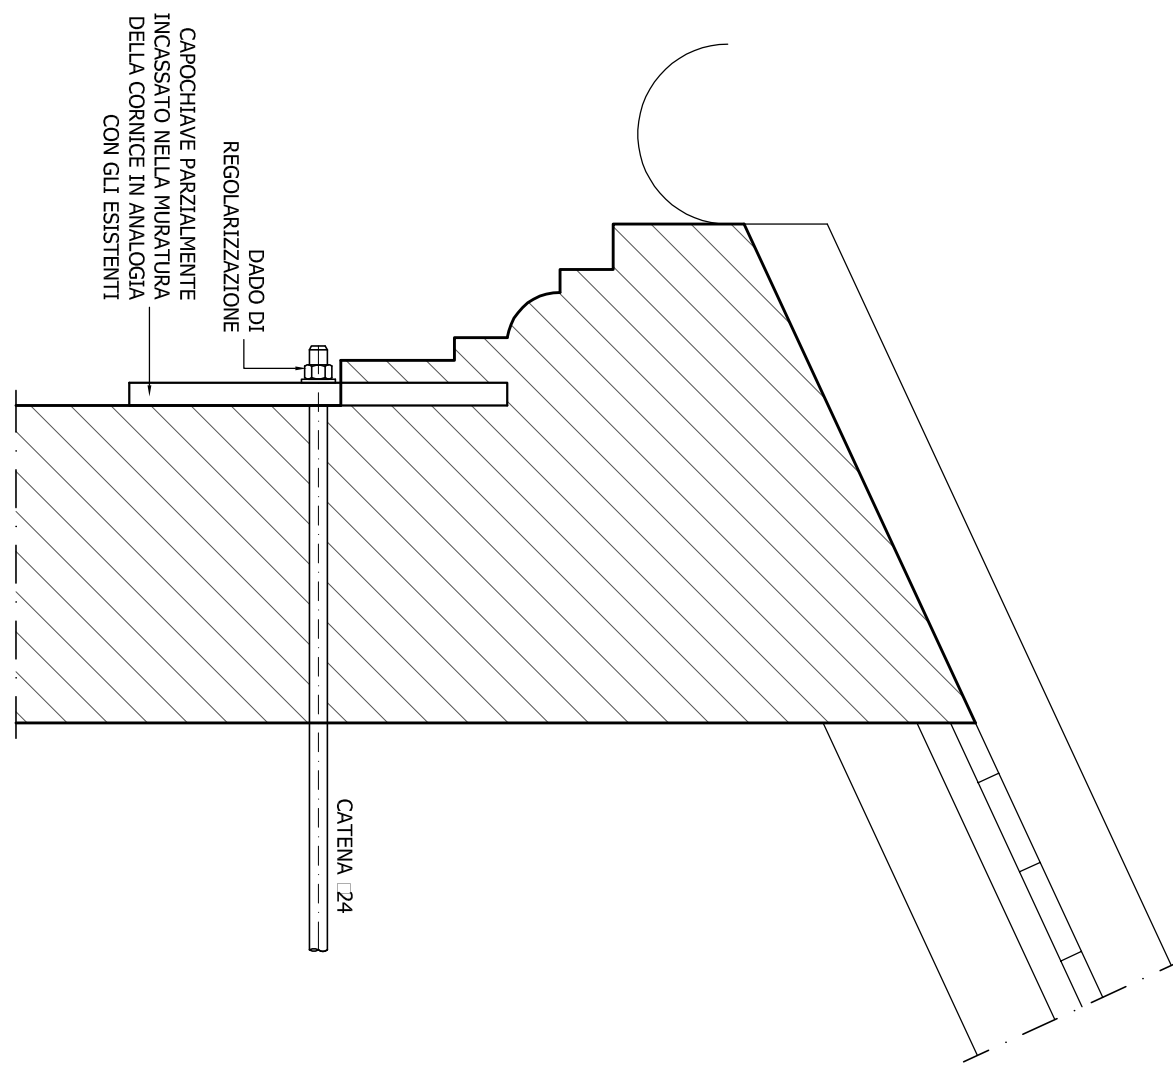 CAPOCHIAVE PARZIALMENTE
INCASSATO NELLA MURATURA
DELLA CORNICE IN ANALOGIA
CON GLI ESISTENTI
DADO DI
REGOLARIZZAZIONE
CATENA □24